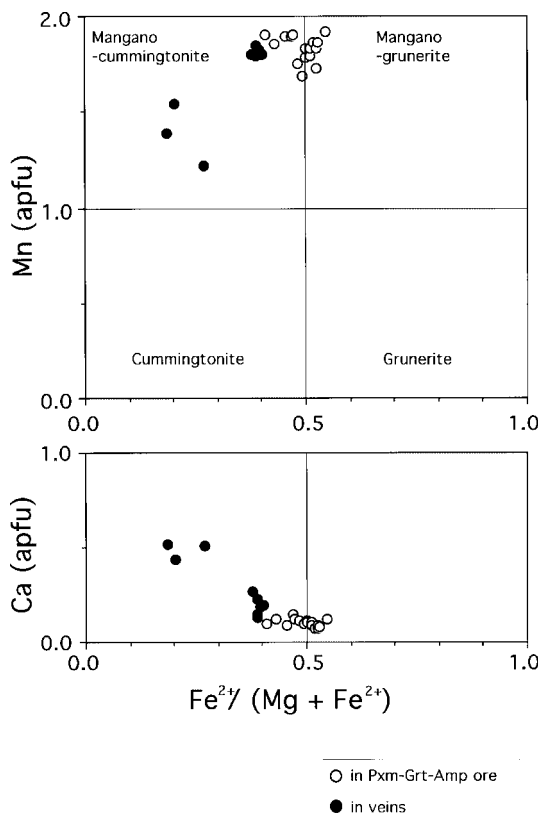 2.0
Mangano
-cummingtonite
Mangano
-grunerite
Mn (apfu)
1.0
Cummingtonite
Grunerite
0.0
0.0
0.5
1.0
1.0
Ca (apfu)
0.0
0.0
0.5
1.0
Fe²⁺/ (Mg + Fe²⁺)
in Pxm-Grt-Amp ore
in veins